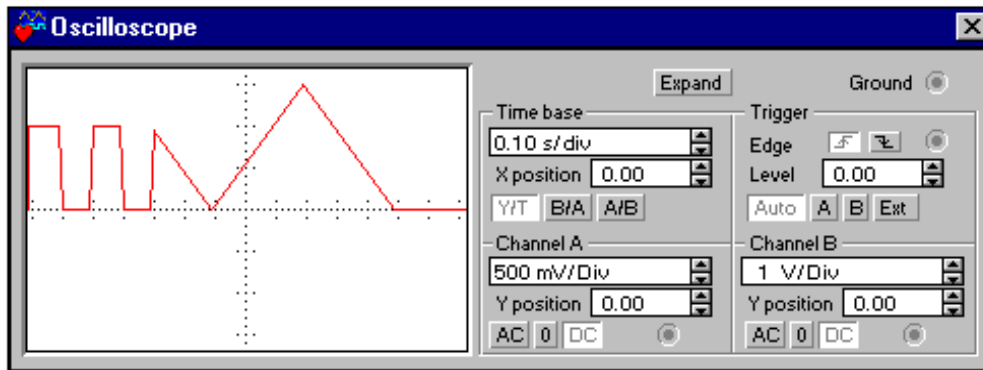 Oscilloscope
Expand
Ground
Time base
0.10 s/div
X position 0.00
Y/T B/A A/B
Trigger
Edge
Level 0.00
Auto A B Ext
Channel A
500 mV/Div
Y position 0.00
AC 0 DC
Channel B
1 V/Div
Y position 0.00
AC 0 DC